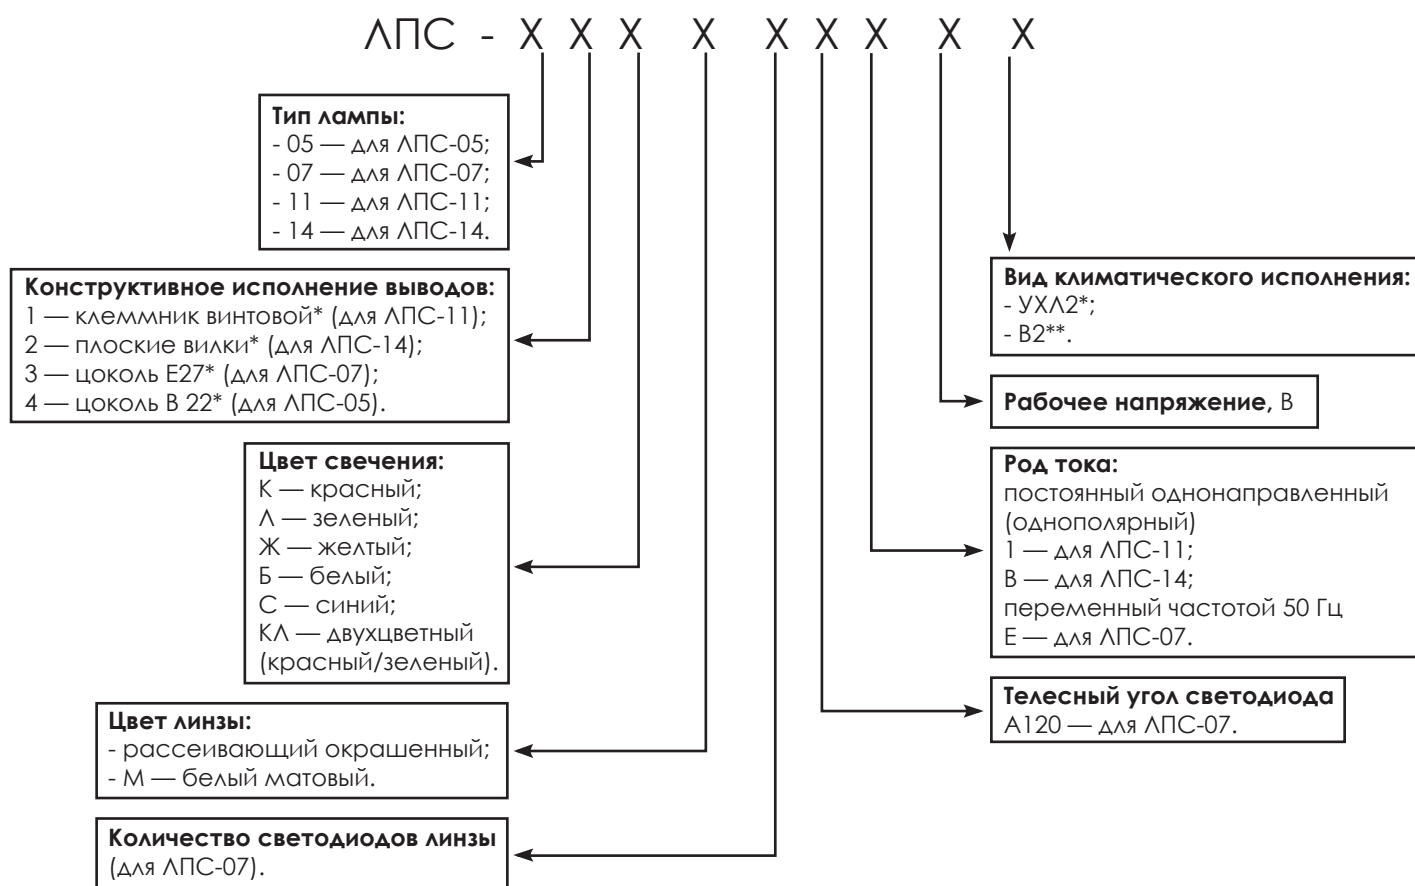 ЛПС - Х Х Х Х Х Х Х Х Х
Тип лампы:
- 05 — для ЛПС-05;
- 07 — для ЛПС-07;
- 11 — для ЛПС-11;
- 14 — для ЛПС-14.
Конструктивное исполнение выводов:
1 — клеммник винтовой* (для ЛПС-11);
2 — плоские вилки* (для ЛПС-14);
3 — цоколь Е27* (для ЛПС-07);
4 — цоколь В 22* (для ЛПС-05).
Цвет свечения:
К — красный;
Л — зеленый;
Ж — желтый;
Б — белый;
С — синий;
КЛ — двухцветный
(красный/зеленый).
Цвет линзы:
- рассеивающий окрашенный;
- М — белый матовый.
Количество светодиодов линзы
(для ЛПС-07).
Вид климатического исполнения:
- УХЛ2*;
- В2**.
Рабочее напряжение, В
Род тока:
постоянный однонаправленный
(однополярный)
1 — для ЛПС-11;
В — для ЛПС-14;
переменный частотой 50 Гц
Е — для ЛПС-07.
Телесный угол светодиода
А120 — для ЛПС-07.